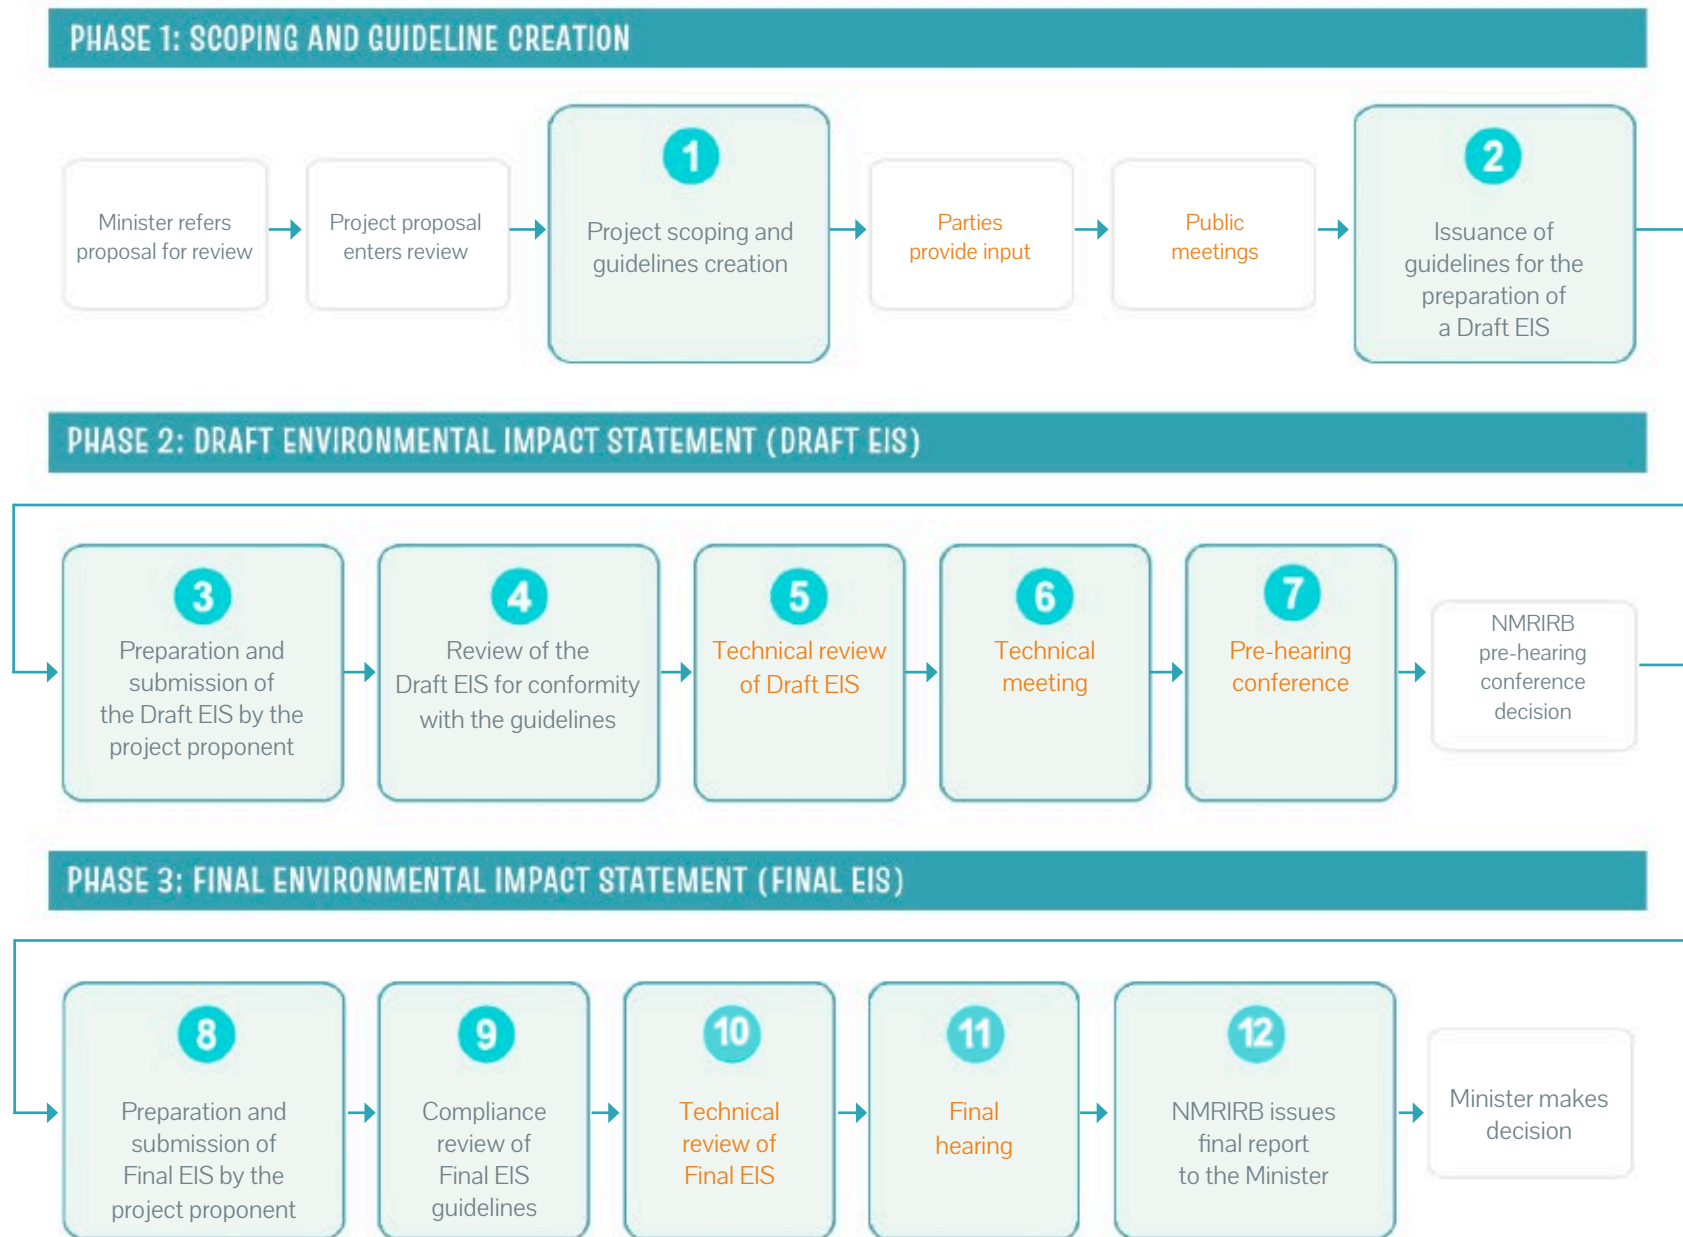 PHASE 1: SCOPING AND GUIDELINE CREATION
Minister refers
proposal for review
Project proposal
enters review
1
Project scoping and
guidelines creation
Parties
provide input
Public
meetings
2
Issuance of
guidelines for the
preparation of
a Draft EIS
PHASE 2: DRAFT ENVIRONMENTAL IMPACT STATEMENT (DRAFT EIS)
3
Preparation and
submission of
the Draft EIS by the
project proponent
4
Review of the
Draft EIS for conformity
with the guidelines
5
Technical review
of Draft EIS
6
Technical
meeting
7
Pre-hearing
conference
NMRIRB
pre-hearing
conference
decision
PHASE 3: FINAL ENVIRONMENTAL IMPACT STATEMENT (FINAL EIS)
8
Preparation and
submission of
Final EIS by the
project proponent
9
Compliance
review of
Final EIS
guidelines
10
Technical
review of
Final EIS
11
Final
hearing
12
NMRIRB issues
final report
to the Minister
Minister makes
decision